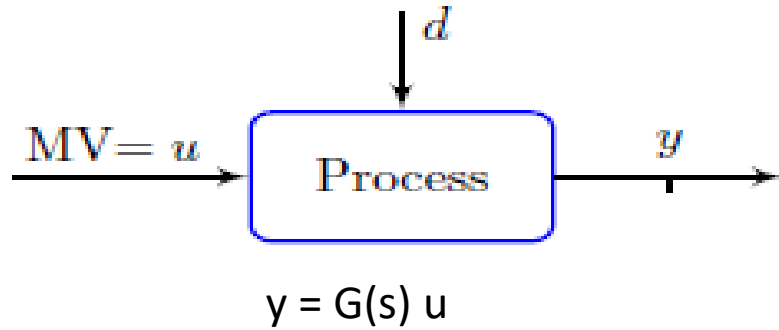 d
MV= u
Process
y
y = G(s) u